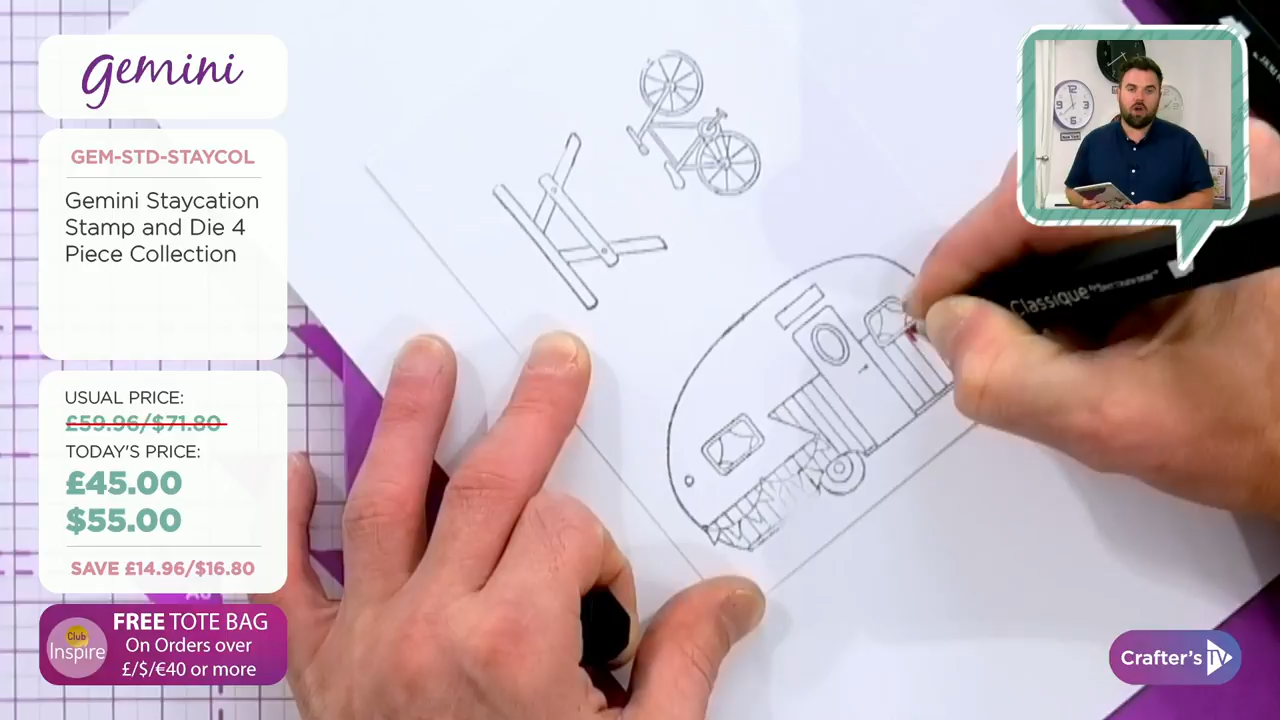 gemini
GEM-STD-STAYCOL
Gemini Staycation
Stamp and Die 4
Piece Collection
USUAL PRICE:
£59.96/$71.80
TODAY'S PRICE:
£45.00
$55.00
SAVE £14.96/$16.80
Club
Inspire
FREE TOTE BAG
On Orders over
£/$/€40 or more
Classique
Crafter's TV